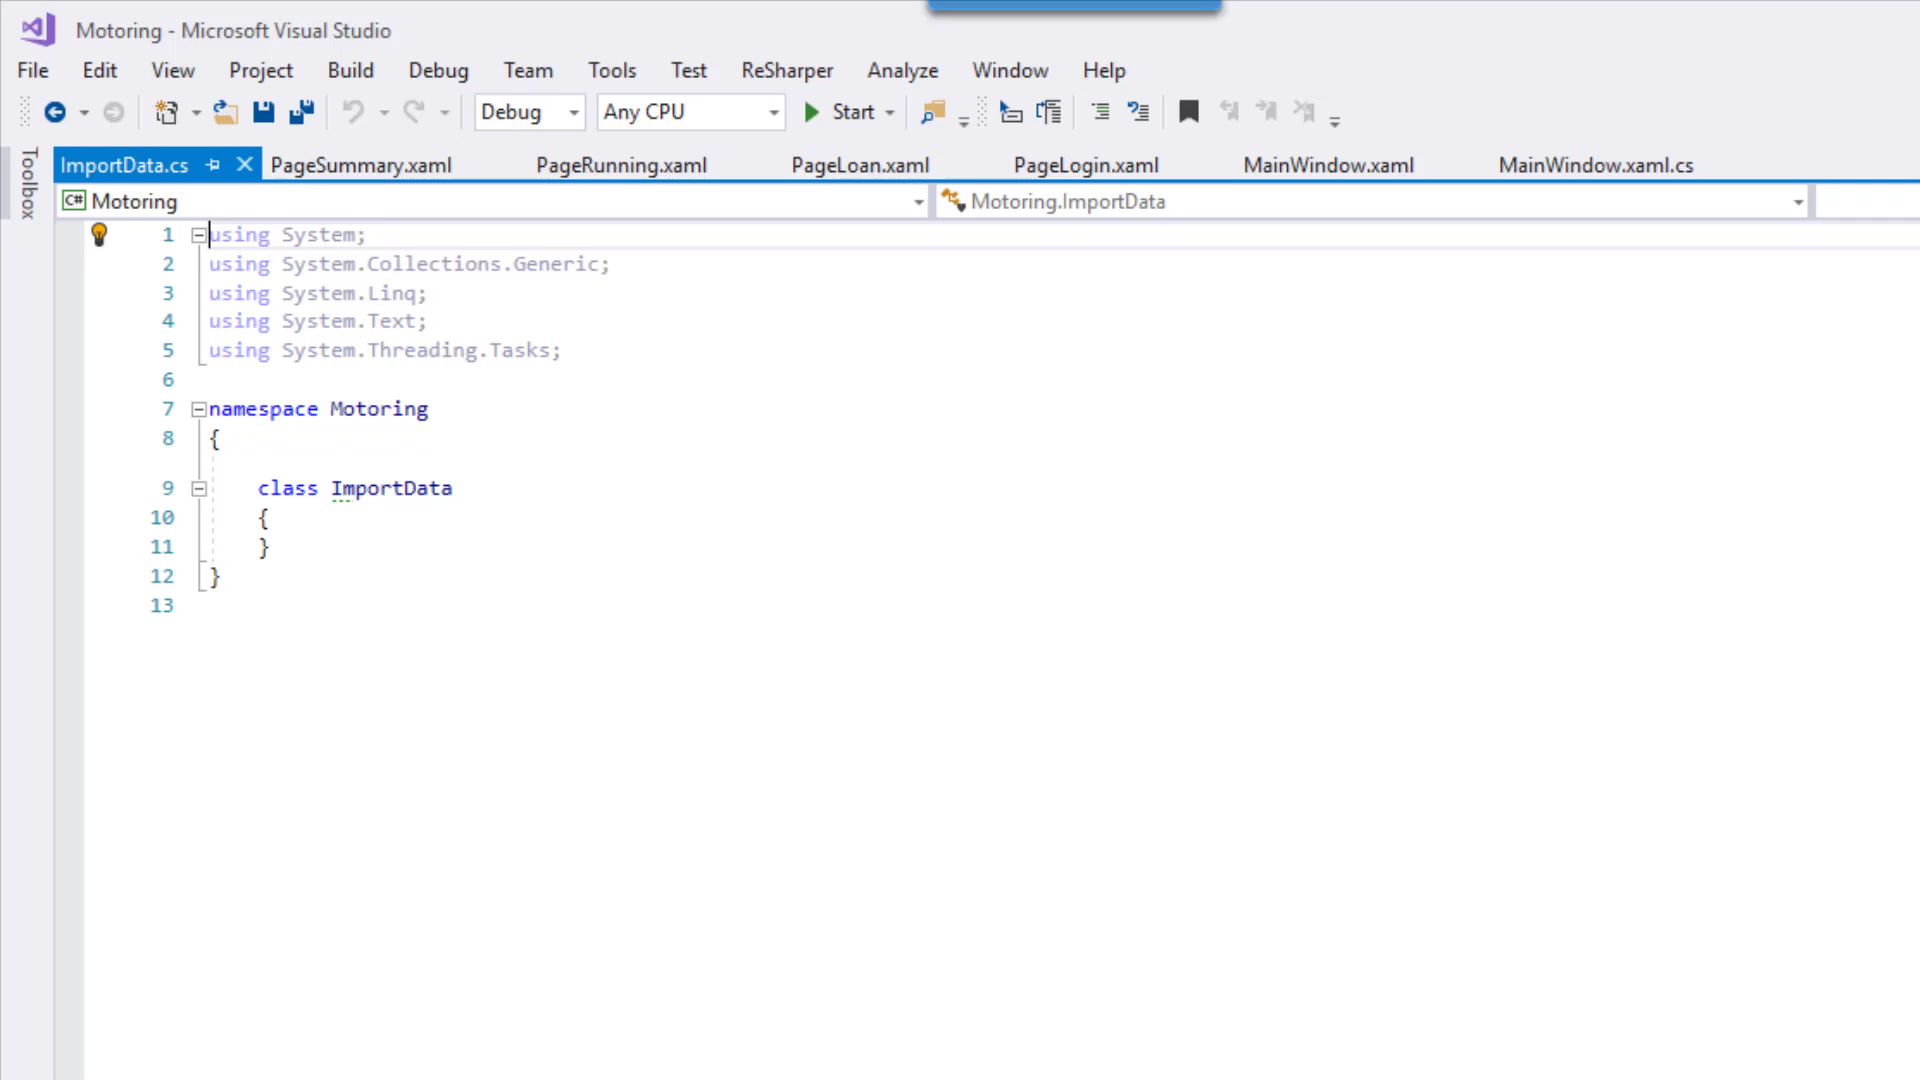 Motoring - Microsoft Visual Studio
File Edit View Project Build Debug Team Tools Test ReSharper Analyze Window Help
Debug Any CPU Start
Toolbox
ImportData.cs PageSummary.xaml PageRunning.xaml PageLoan.xaml PageLogin.xaml MainWindow.xaml MainWindow.xaml.cs
C# Motoring Motoring.ImportData
1 using System;
2 using System.Collections.Generic;
3 using System.Linq;
4 using System.Text;
5 using System.Threading.Tasks;
6
7 namespace Motoring
8 {
9 class ImportData
10 {
11 }
12 }
13